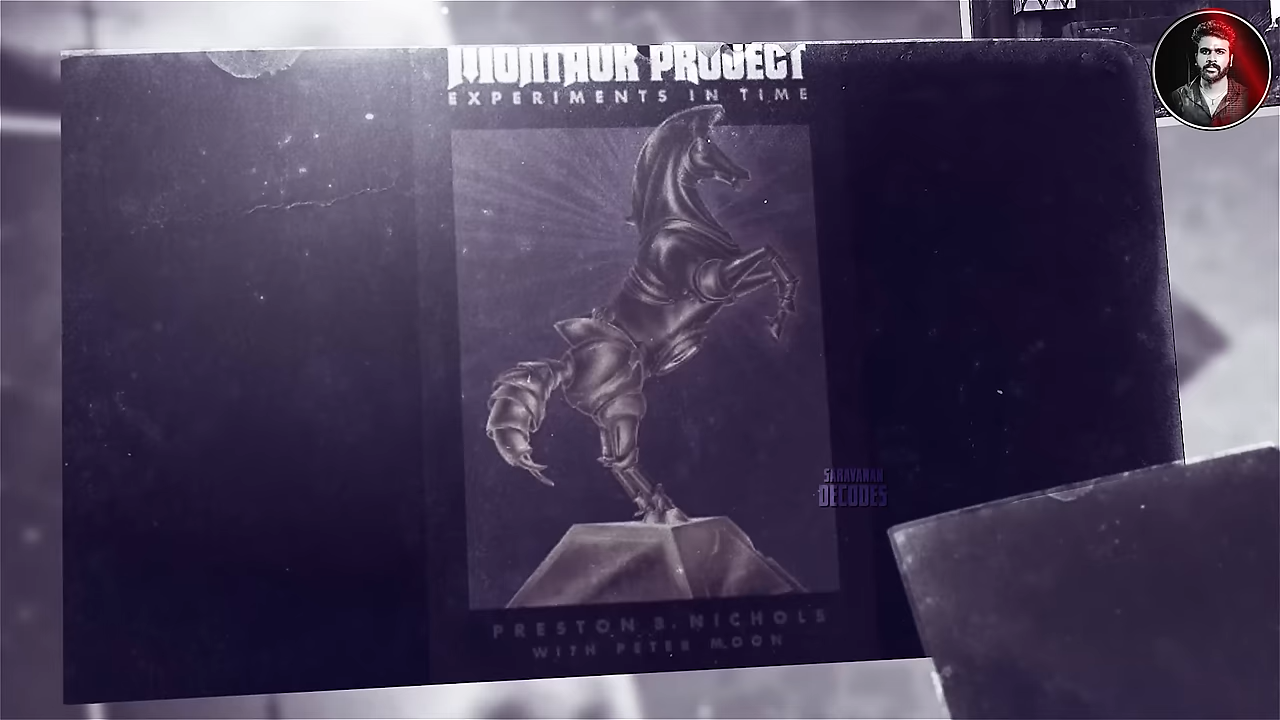 MONTAUK PROJECT
EXPERIMENTS IN TIME
SARAVANAN
DECODES
PRESTON B. NICHOLS
WITH PETER MOON